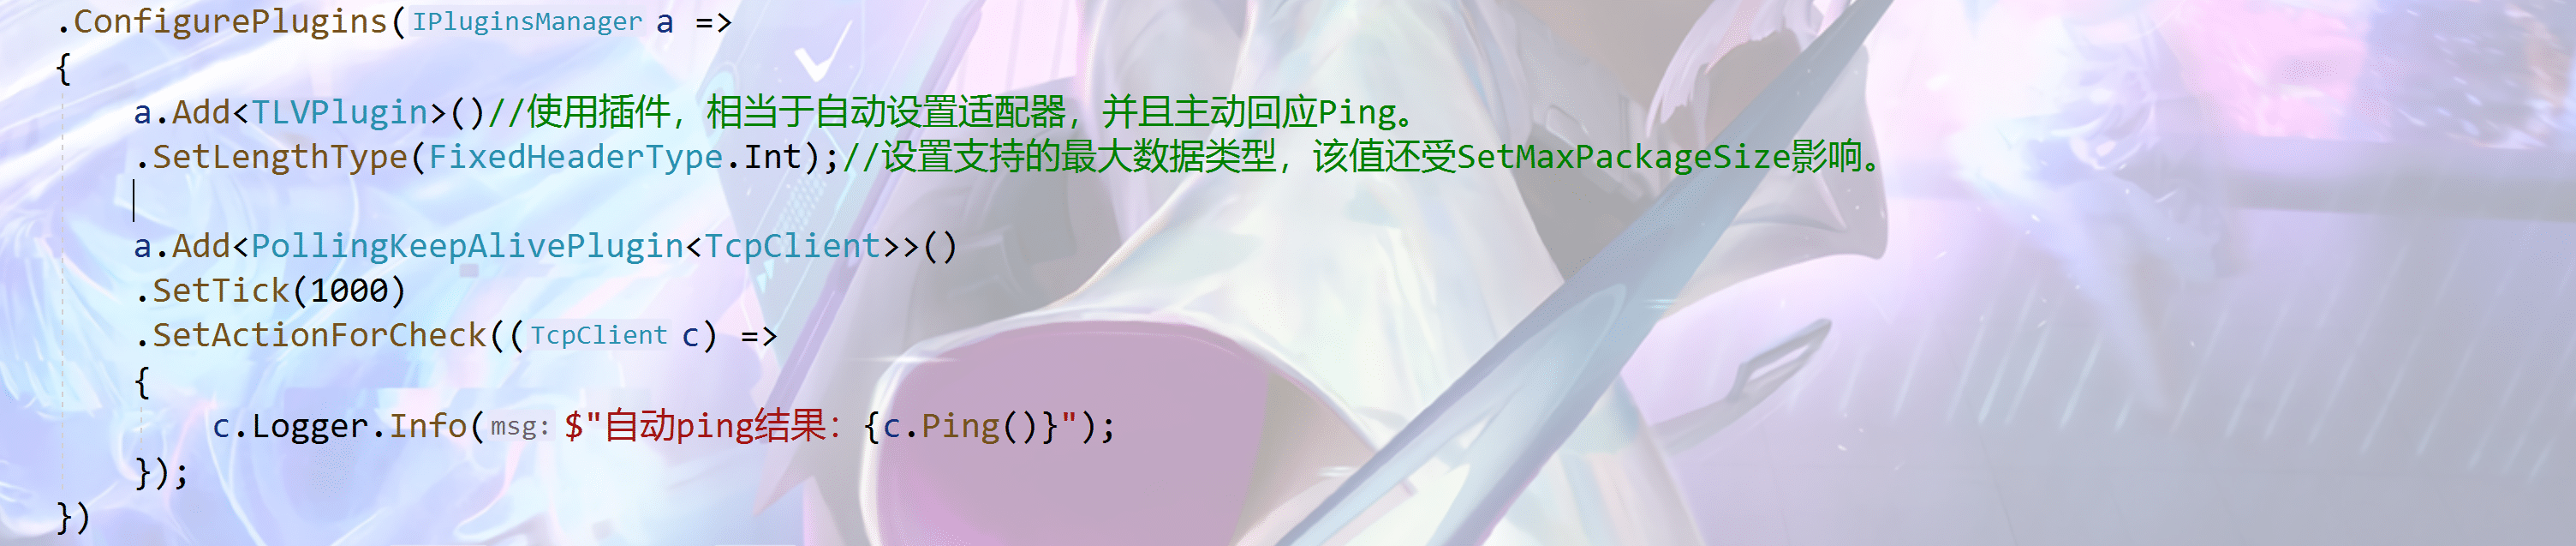 .ConfigurePlugins(IPluginsManager a =>
{
a.Add<TLVPlugin>()//使用插件，相当于自动设置适配器，并且主动回应Ping。
.SetLengthType(FixedHeaderType.Int);//设置支持的最大数据类型，该值还受SetMaxPackageSize影响。
a.Add<PollingKeepAlivePlugin<TcpClient>>()
.SetTick(1000)
.SetActionForCheck((TcpClient c) =>
{
c.Logger.Info(msg: $"自动ping结果：{c.Ping()}");
});
})